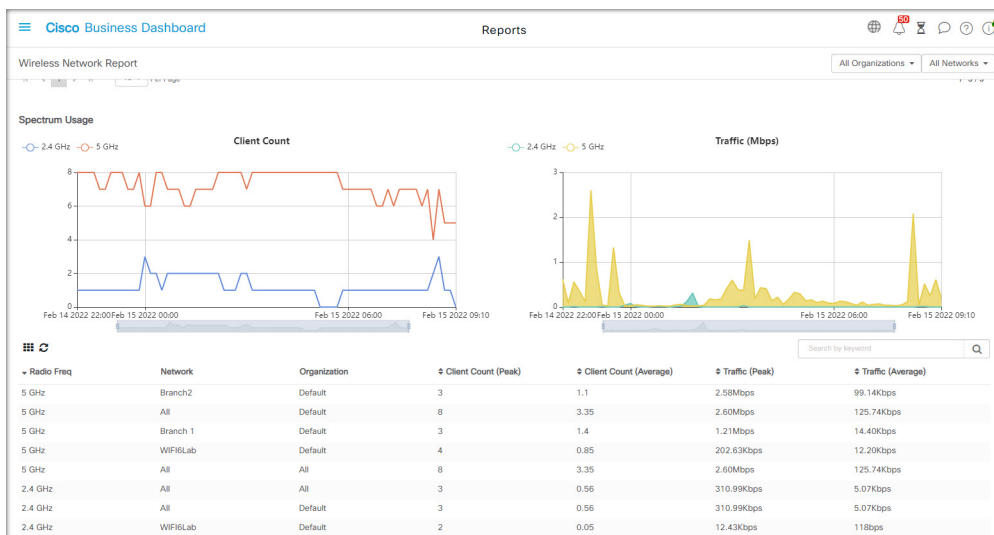 Cisco Business Dashboard
Reports
50
Wireless Network Report
All Organizations
All Networks
Spectrum Usage
2.4 GHz 5 GHz
Client Count
8
6
4
2
0
Feb 14 2022 22:00 Feb 15 2022 00:00 Feb 15 2022 06:00 Feb 15 2022 09:10
2.4 GHz 5 GHz
Traffic (Mbps)
3
2
1
0
Feb 14 2022 22:00 Feb 15 2022 00:00 Feb 15 2022 06:00 Feb 15 2022 09:10
Search by keyword
Radio Freq Network Organization Client Count (Peak) Client Count (Average) Traffic (Peak) Traffic (Average)
5 GHz Branch2 Default 3 1.1 2.58Mbps 99.14Kbps
5 GHz All Default 8 3.35 2.60Mbps 125.74Kbps
5 GHz Branch 1 Default 3 1.4 1.21Mbps 14.40Kbps
5 GHz WIFI6Lab Default 4 0.85 202.63Kbps 12.20Kbps
5 GHz All All 8 3.35 2.60Mbps 125.74Kbps
2.4 GHz All All 3 0.56 310.99Kbps 5.07Kbps
2.4 GHz All Default 3 0.56 310.99Kbps 5.07Kbps
2.4 GHz WIFI6Lab Default 2 0.05 12.43Kbps 118bps